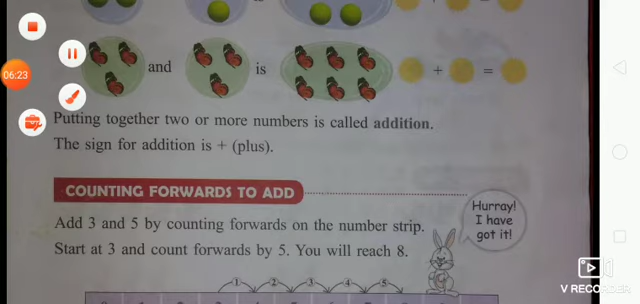 06:23
and
is
+
=
Putting together two or more numbers is called addition.
The sign for addition is + (plus).
COUNTING FORWARDS TO ADD
Hurray!
I have
got it!
Add 3 and 5 by counting forwards on the number strip.
Start at 3 and count forwards by 5. You will reach 8.
1 2 3 4 5
V RECORDER